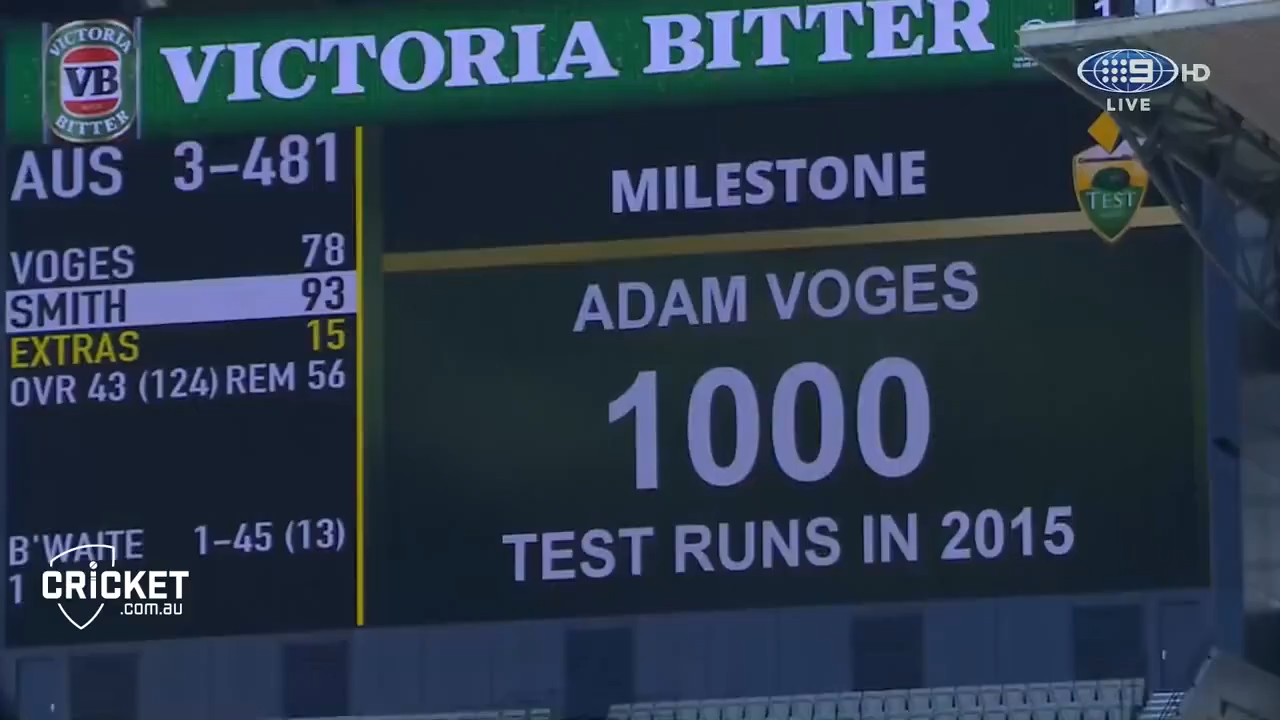 VICTORIA BITTER
VB
VICTORIA BITTER
1
9 HD
LIVE
AUS 3-481
MILESTONE
TEST
VOGES 78
SMITH 93
EXTRAS 15
OVR 43 (124) REM 56
ADAM VOGES
1000
TEST RUNS IN 2015
B'WAITE 1-45 (13)
1
CRICKET
.com.au